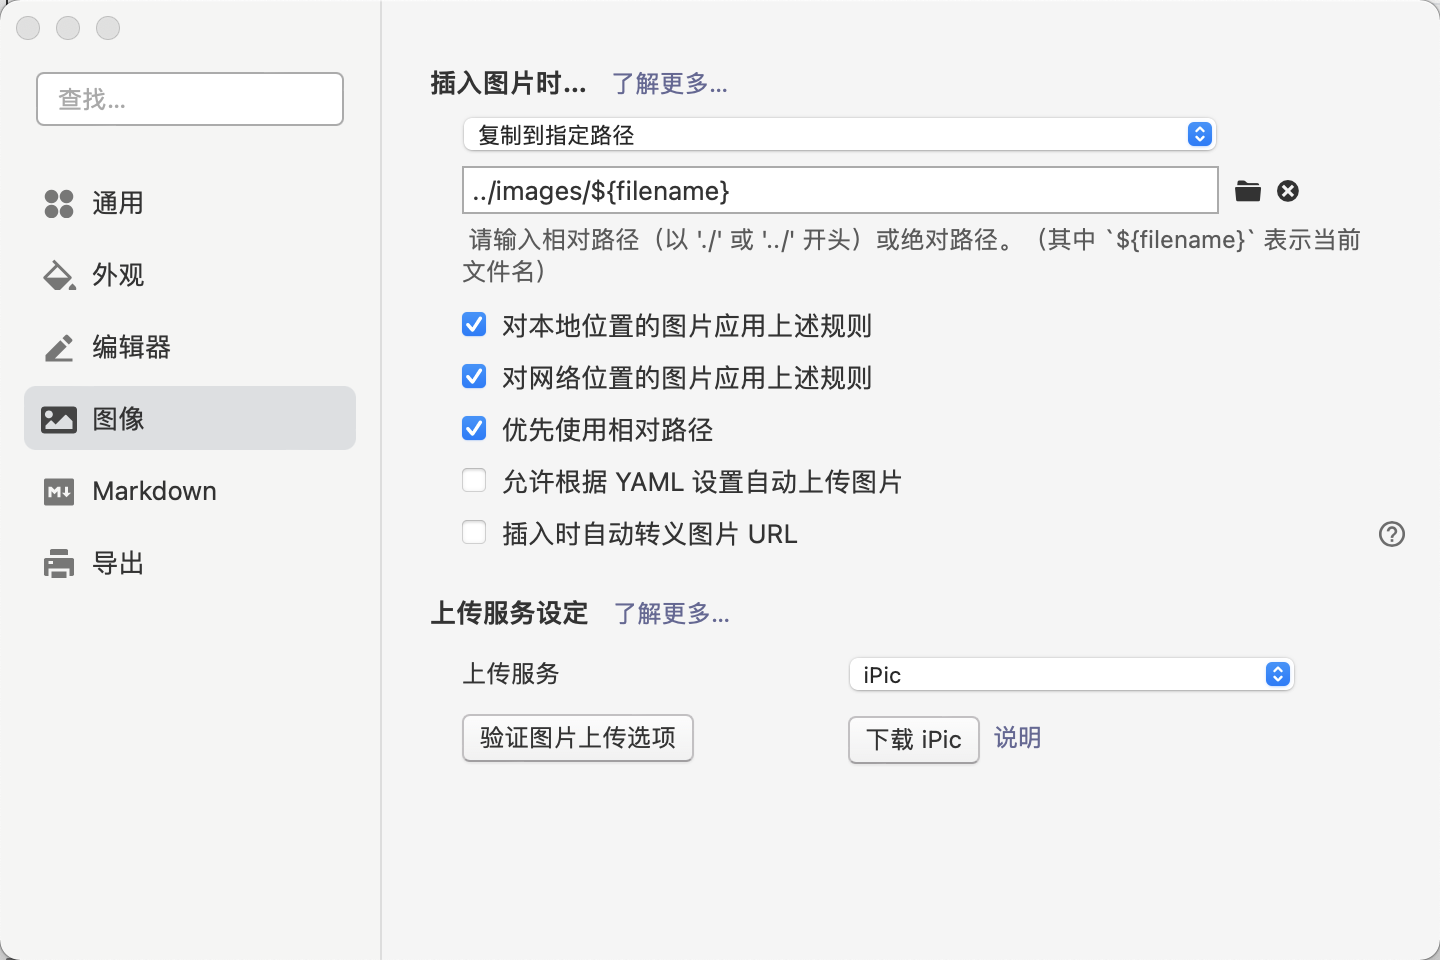 查找...
通用
外观
编辑器
图像
Markdown
导出
插入图片时... 了解更多...
复制到指定路径
../images/${filename}
请输入相对路径（以 './' 或 '../' 开头）或绝对路径。（其中 `${filename}` 表示当前
文件名）
对本地位置的图片应用上述规则
对网络位置的图片应用上述规则
优先使用相对路径
允许根据 YAML 设置自动上传图片
插入时自动转义图片 URL
上传服务设定 了解更多...
上传服务 iPic
验证图片上传选项 下载 iPic 说明